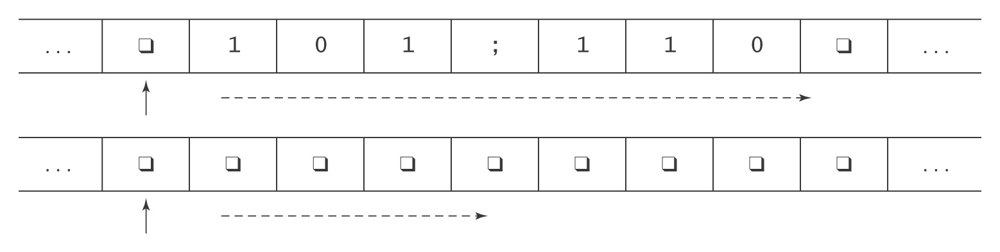 ... ❑ 1 0 1 ; 1 1 0 ❑ ...
... ❑ ❑ ❑ ❑ ❑ ❑ ❑ ❑ ❑ ...